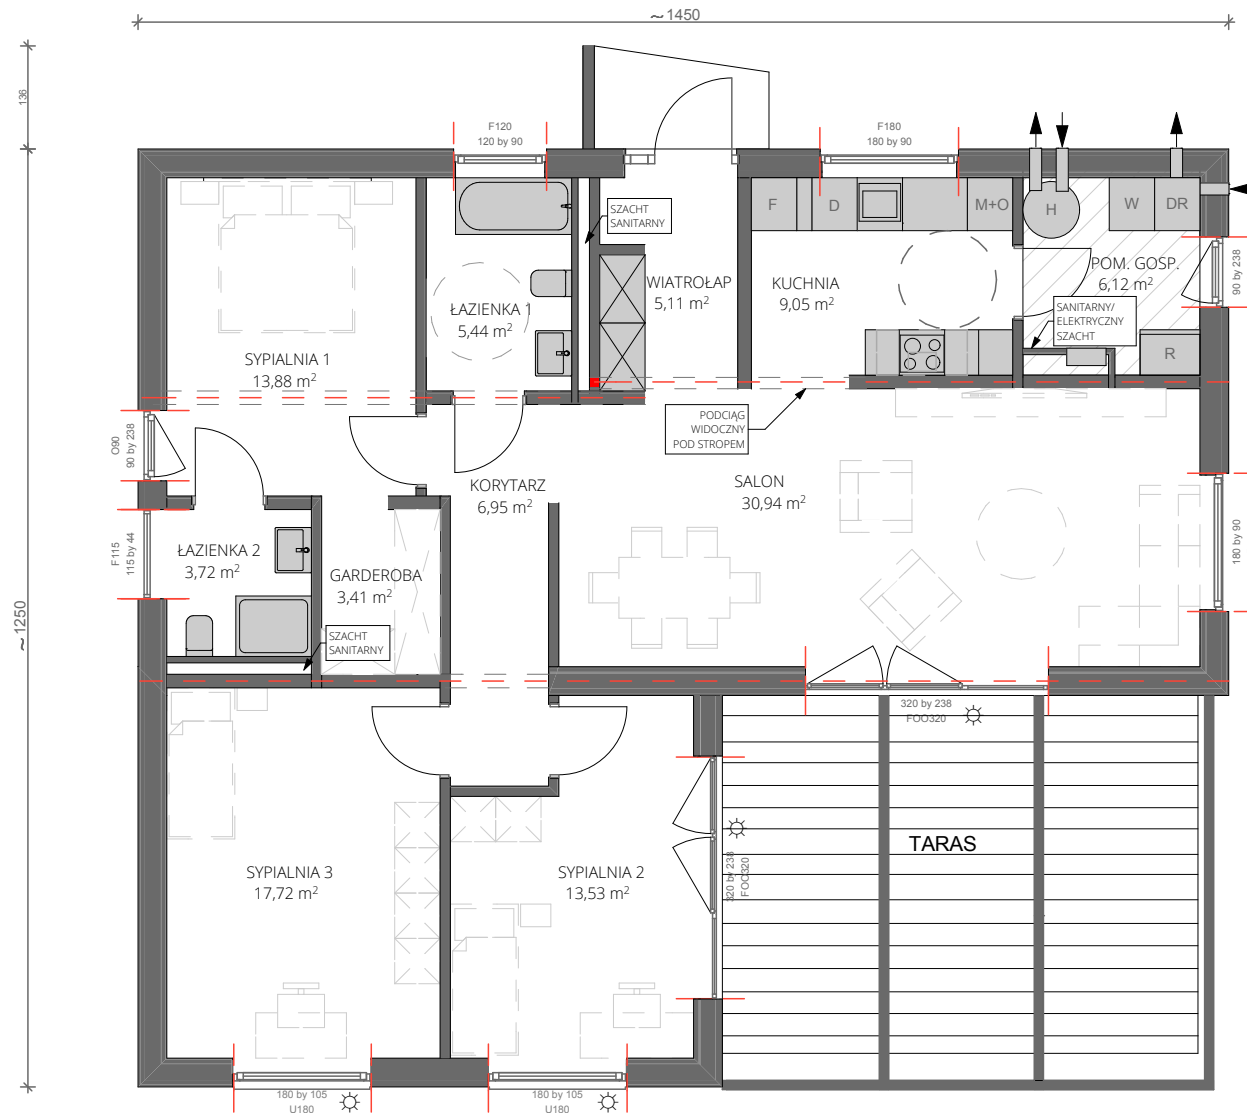 ~1450
136
~1250
F120
120 by 90
F180
180 by 90
SZACHT
SANITARNY
F
D
M+O
H
W
DR
WIATROŁAP
5,11 m²
KUCHNIA
9,05 m²
POM. GOSP.
6,12 m²
90 by 238
SANITARNY/
ELEKTRYCZNY
SZACHT
R
ŁAZIENKA 1
5,44 m²
SYPIALNIA 1
13,88 m²
PODCIĄG
WIDOCZNY
POD STROPEM
O90
90 by 238
KORYTARZ
6,95 m²
SALON
30,94 m²
180 by 90
F115
115 by 44
ŁAZIENKA 2
3,72 m²
GARDEROBA
3,41 m²
SZACHT
SANITARNY
320 by 238
FOO320
320 by 238
FOO320
TARAS
SYPIALNIA 3
17,72 m²
SYPIALNIA 2
13,53 m²
180 by 105
U180
180 by 105
U180